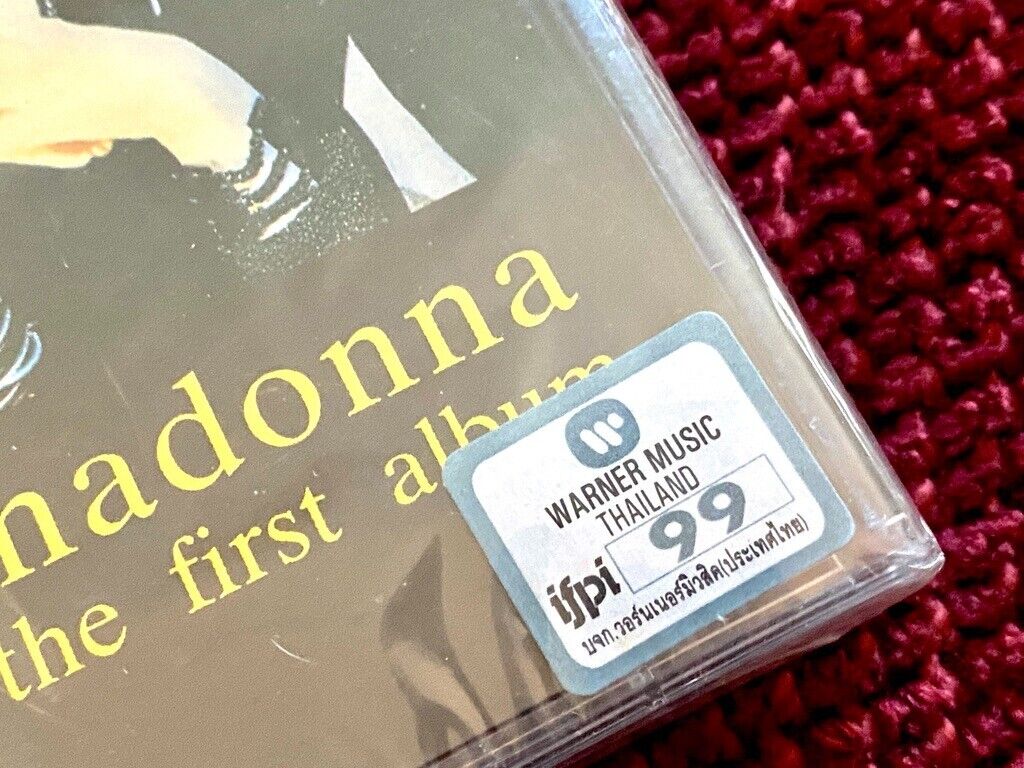 madonna
the first album
WARNER MUSIC
THAILAND
ifpi 99
บจก.วอร์นเนอร์มิวสิค(ประเทศไทย)